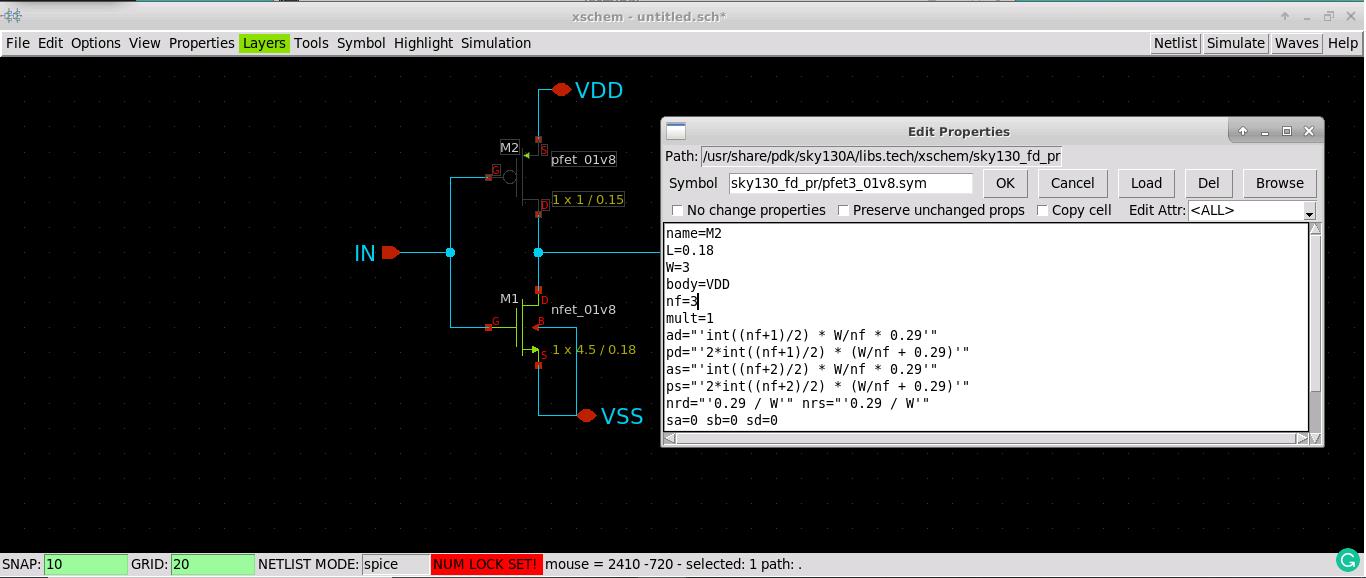 xschem - untitled.sch*
File Edit Options View Properties Layers Tools Symbol Highlight Simulation Netlist Simulate Waves Help
VDD
M2
S
pfet_01v8
G
D
1 x 1 / 0.15
IN
M1
D
nfet_01v8
G
B
1 x 4.5 / 0.18
S
VSS
Edit Properties
Path: /usr/share/pdk/sky130A/libs.tech/xschem/sky130_fd_pr
Symbol sky130_fd_pr/pfet3_01v8.sym OK Cancel Load Del Browse
No change properties Preserve unchanged props Copy cell Edit Attr: <ALL>
name=M2
L=0.18
W=3
body=VDD
nf=3
mult=1
ad="'int((nf+1)/2) * W/nf * 0.29'"
pd="'2*int((nf+1)/2) * (W/nf + 0.29)'"
as="'int((nf+2)/2) * W/nf * 0.29'"
ps="'2*int((nf+2)/2) * (W/nf + 0.29)'"
nrd="'0.29 / W'" nrs="'0.29 / W'"
sa=0 sb=0 sd=0
SNAP: 10 GRID: 20 NETLIST MODE: spice NUM LOCK SET! mouse = 2410 -720 - selected: 1 path: .